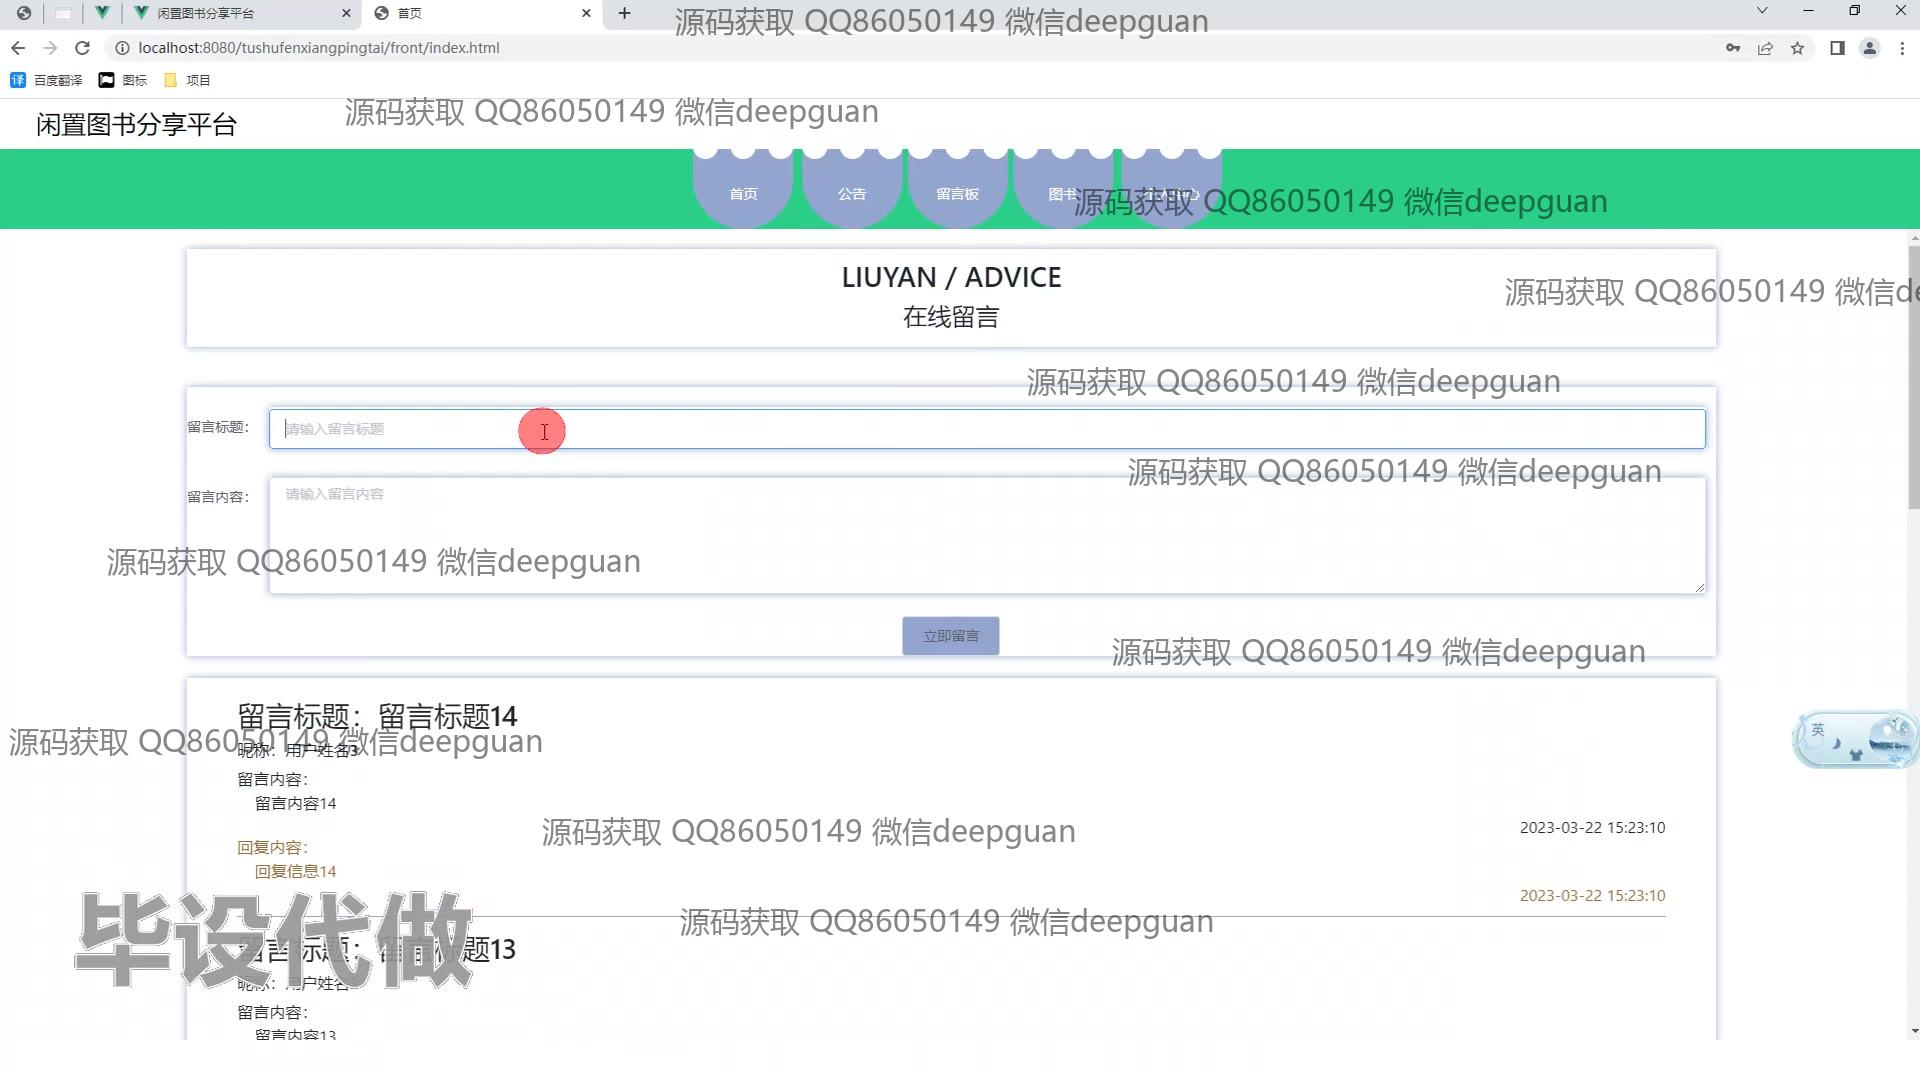 闲置图书分享平台
首页
源码获取 QQ86050149 微信deepguan
localhost:8080/tushufenxiangpingtai/front/index.html
百度翻译
图标
项目
闲置图书分享平台
源码获取 QQ86050149 微信deepguan
首页
公告
留言板
图书
源码获取 QQ86050149 微信deepguan
LIUYAN / ADVICE
在线留言
源码获取 QQ86050149 微信de
源码获取 QQ86050149 微信deepguan
留言标题：
请输入留言标题
源码获取 QQ86050149 微信deepguan
留言内容：
请输入留言内容
源码获取 QQ86050149 微信deepguan
立即留言
源码获取 QQ86050149 微信deepguan
留言标题：留言标题14
源码获取 QQ86050149 微信deepguan
昵称：用户姓名3
英
留言内容：
留言内容14
源码获取 QQ86050149 微信deepguan
2023-03-22 15:23:10
回复内容：
回复信息14
2023-03-22 15:23:10
源码获取 QQ86050149 微信deepguan
毕设代做
留言标题：留言标题13
昵称：用户姓名
留言内容：
留言内容13